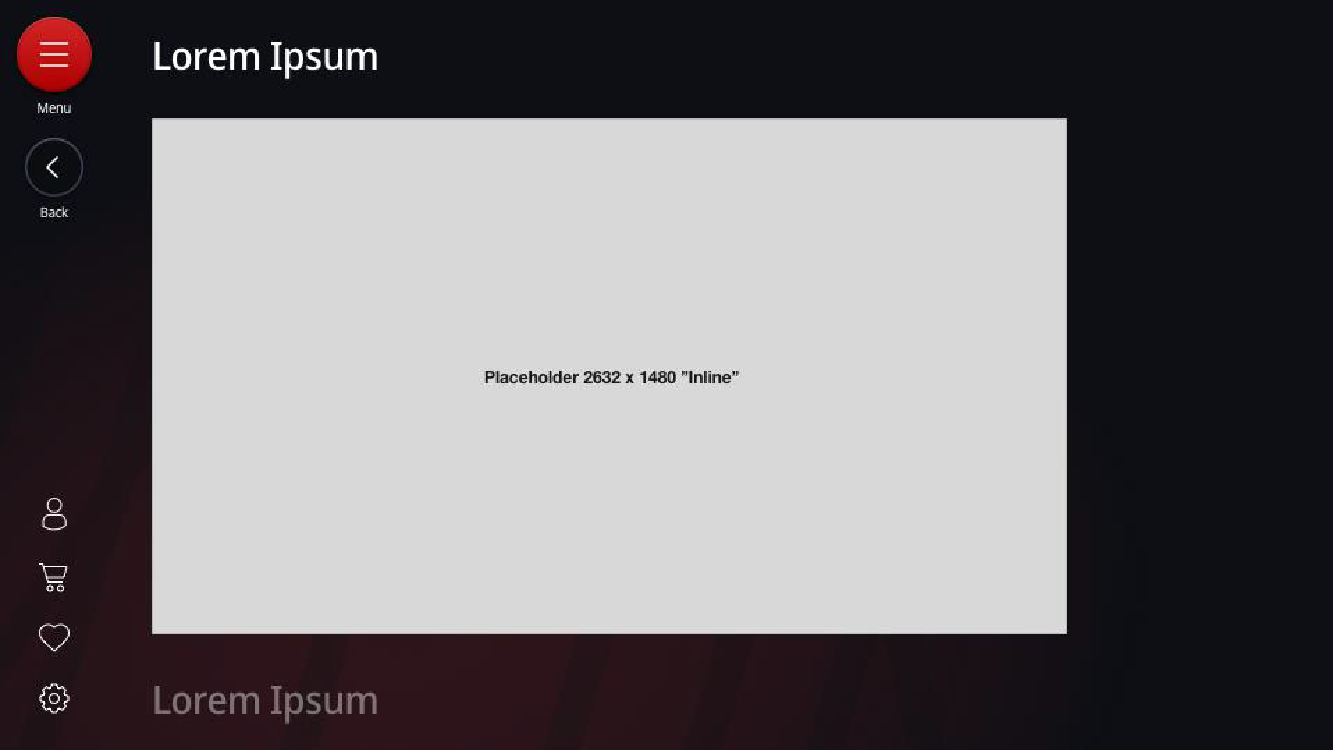 Lorem Ipsum
Menu
Back
Placeholder 2632 x 1480 ”Inline”
Lorem Ipsum